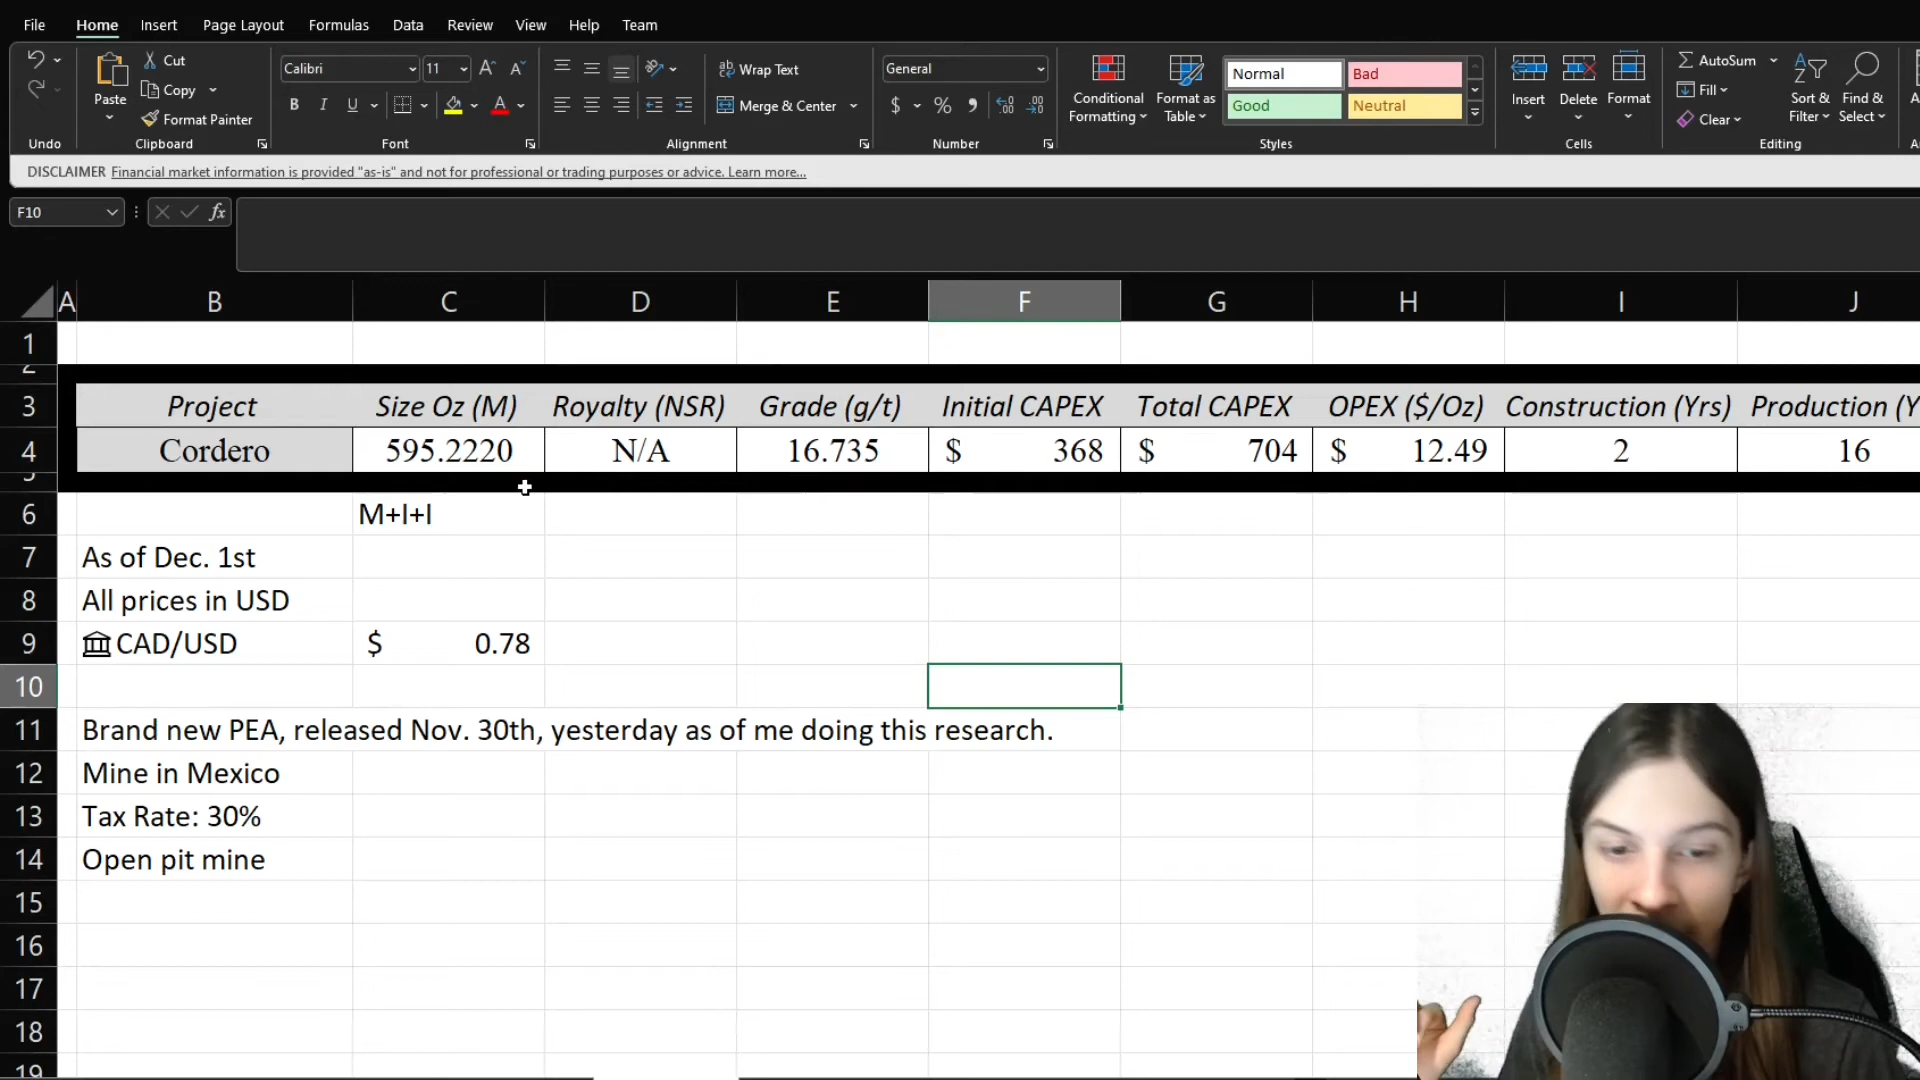 File Home Insert Page Layout Formulas Data Review View Help Team
Cut
Copy
Format Painter
Paste
Calibri 11
B I U A
General
Wrap Text
Merge & Center
$ % 9
Conditional Formatting
Format as Table
Normal Bad
Good Neutral
Insert Delete Format
AutoSum
Fill
Clear
Sort & Filter
Find & Select
Undo Clipboard Font Alignment Number Styles Cells Editing
DISCLAIMER Financial market information is provided "as-is" and not for professional or trading purposes or advice. Learn more...
F10 fx
A B C D E F G H I J
1
2
3 Project Size Oz (M) Royalty (NSR) Grade (g/t) Initial CAPEX Total CAPEX OPEX ($/Oz) Construction (Yrs) Production (Y
4 Cordero 595.2220 N/A 16.735 $ 368 $ 704 $ 12.49 2 16
5
6 M+I+I
7 As of Dec. 1st
8 All prices in USD
9 CAD/USD $ 0.78
10
11 Brand new PEA, released Nov. 30th, yesterday as of me doing this research.
12 Mine in Mexico
13 Tax Rate: 30%
14 Open pit mine
15
16
17
18
19